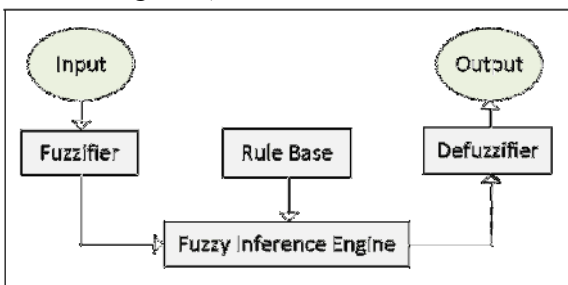 Input
Output
Fuzzifier
Rule Base
Defuzzifier
Fuzzy Inference Engine